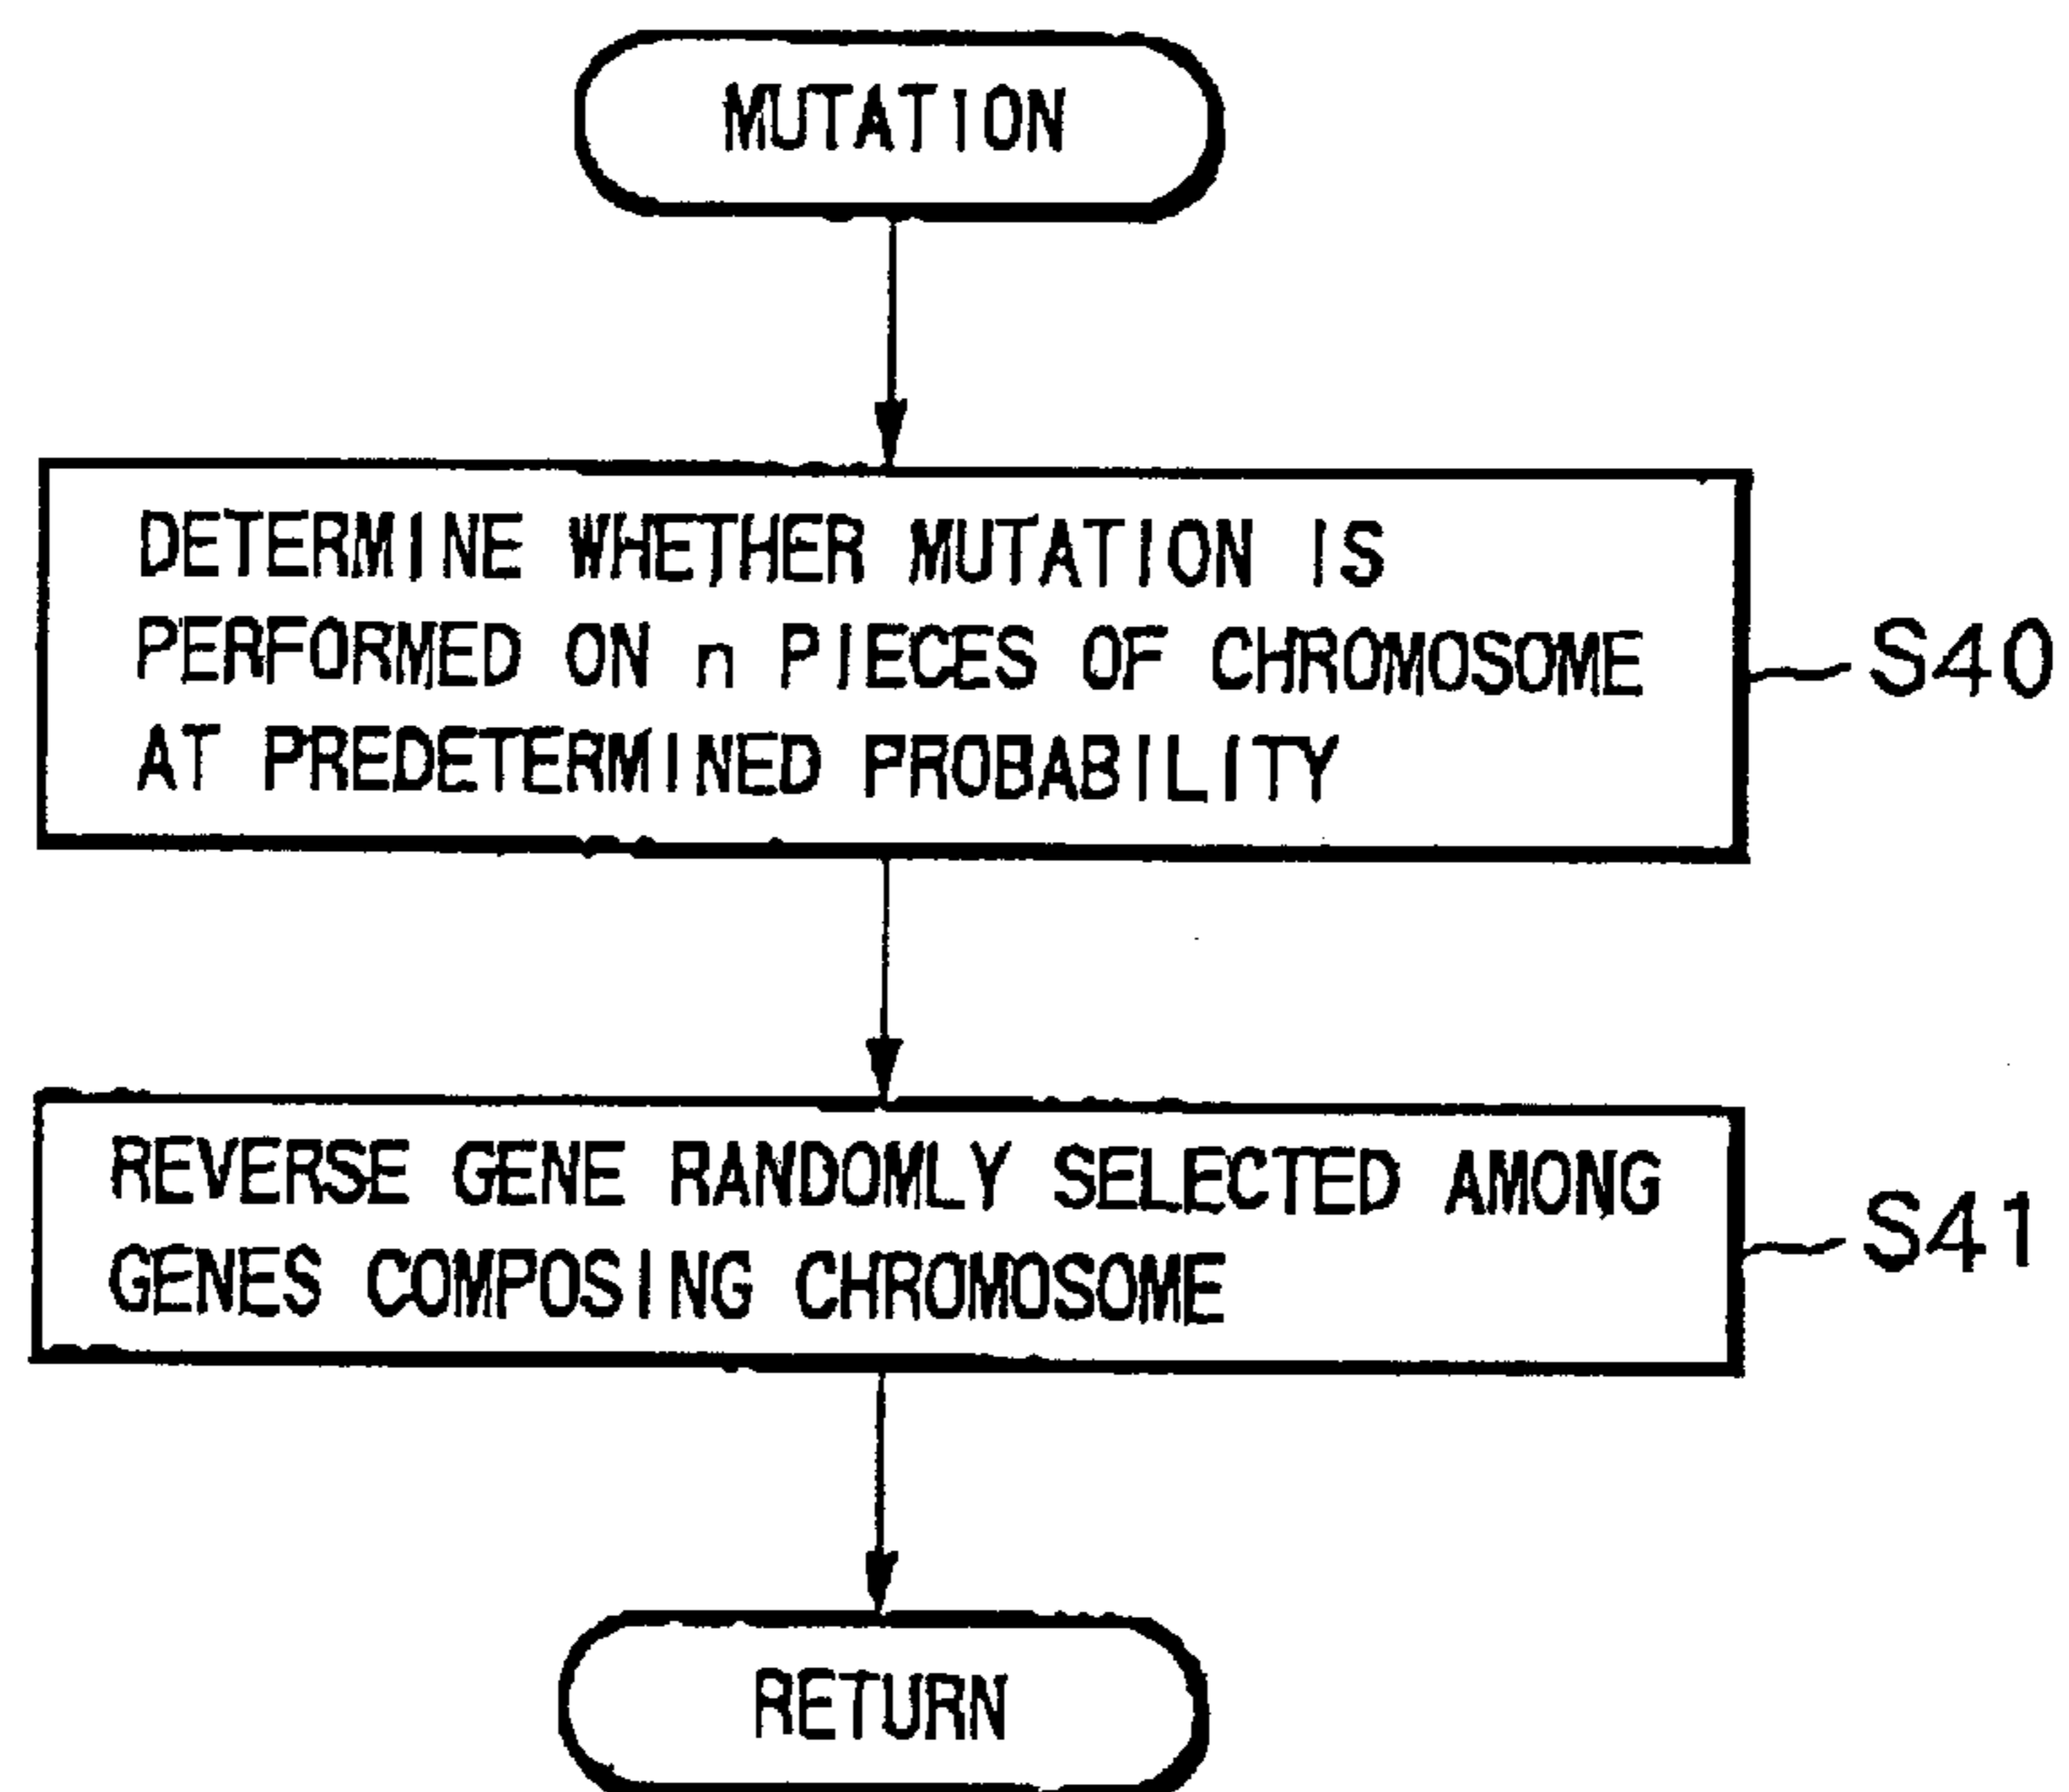 MUTATION
DETERMINE WHETHER MUTATION IS
PERFORMED ON n PIECES OF CHROMOSOME
AT PREDETERMINED PROBABILITY
S40
REVERSE GENE RANDOMLY SELECTED AMONG
GENES COMPOSING CHROMOSOME
S41
RETURN